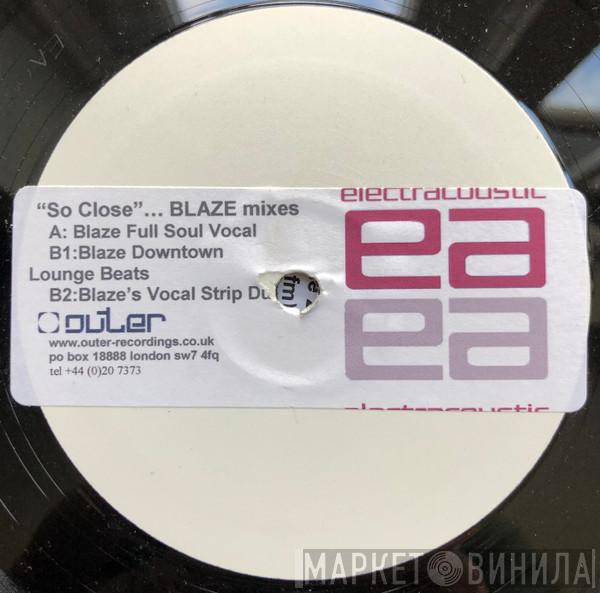 electracoustic
"So Close"... BLAZE mixes
A: Blaze Full Soul Vocal
B1:Blaze Downtown
Lounge Beats
B2:Blaze's Vocal Strip
ea
ea
outer
www.outer-recordings.co.uk
po box 18888 london sw7 4fq
tel +44 (0)20 7373
electracoustic
МАРКЕТ ВИНИЛА